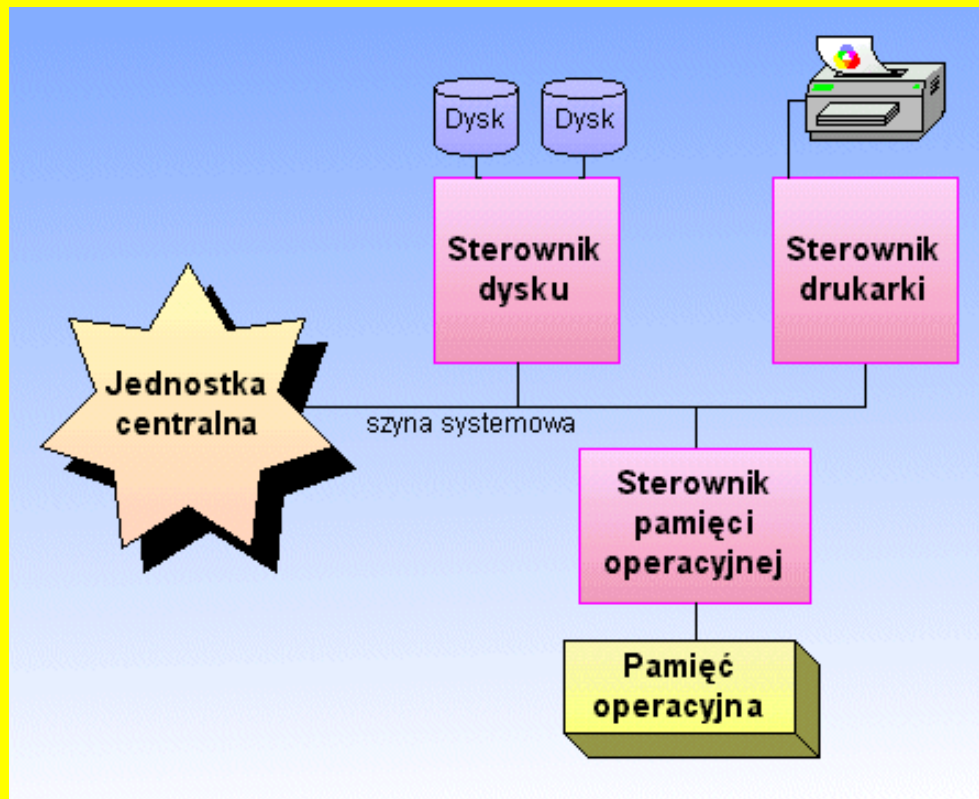 Dysk
Dysk
Sterownik
dysku
Sterownik
drukarki
Jednostka
centralna
szyna systemowa
Sterownik
pamięci
operacyjnej
Pamięć
operacyjna